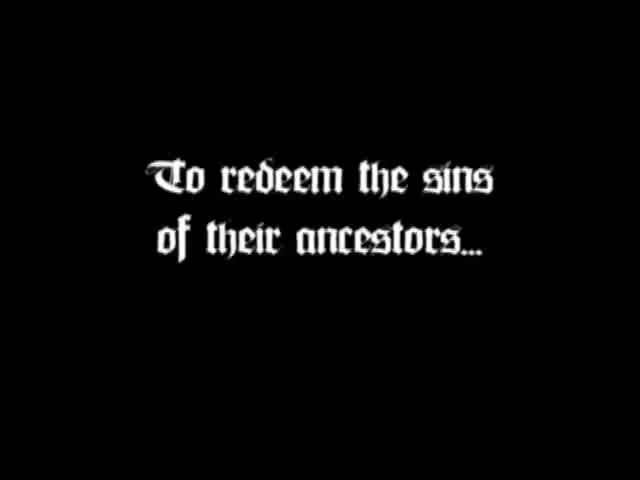 To redeem the sins
of their ancestors...